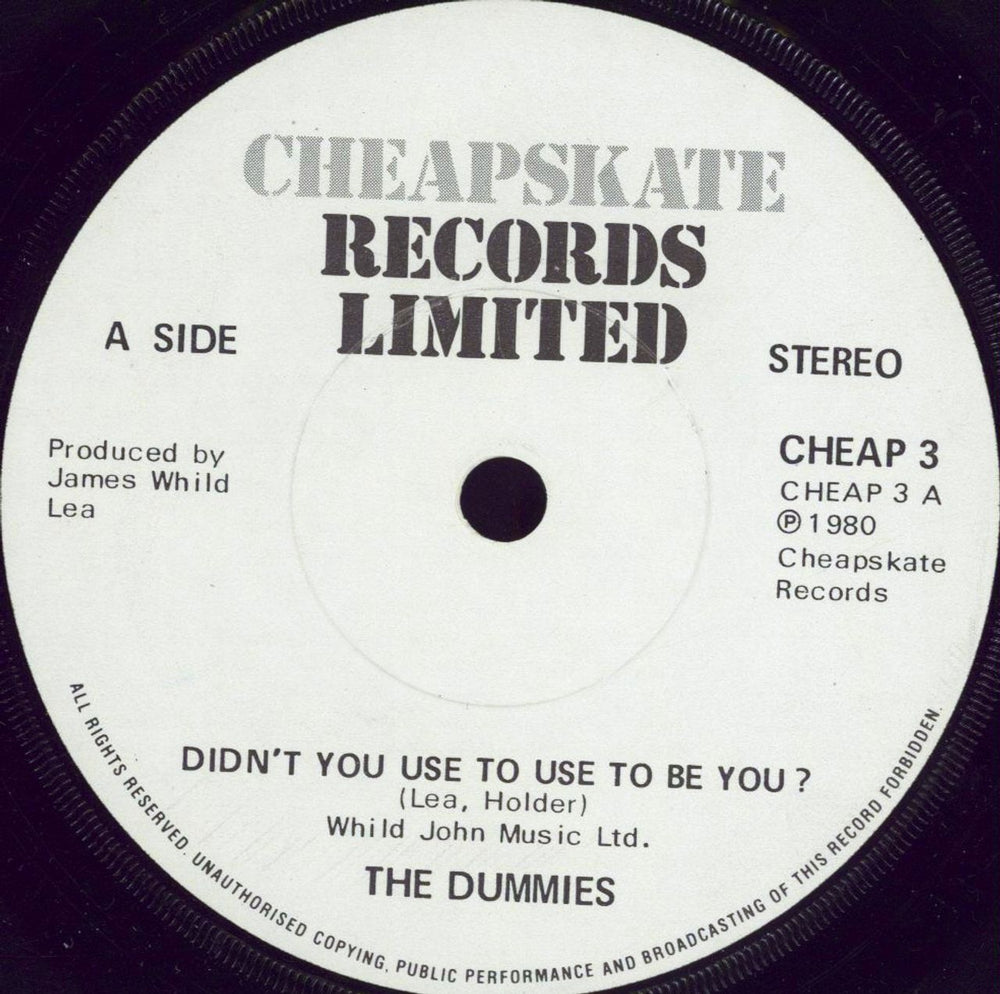 CHEAPSKATE
RECORDS
LIMITED
A SIDE
STEREO
Produced by
James Whild
Lea
CHEAP 3
CHEAP 3 A
℗ 1980
Cheapskate
Records
DIDN'T YOU USE TO USE TO BE YOU ?
(Lea, Holder)
Whild John Music Ltd.
THE DUMMIES
ALL RIGHTS RESERVED. UNAUTHORISED COPYING, PUBLIC PERFORMANCE AND BROADCASTING OF THIS RECORD FORBIDDEN.